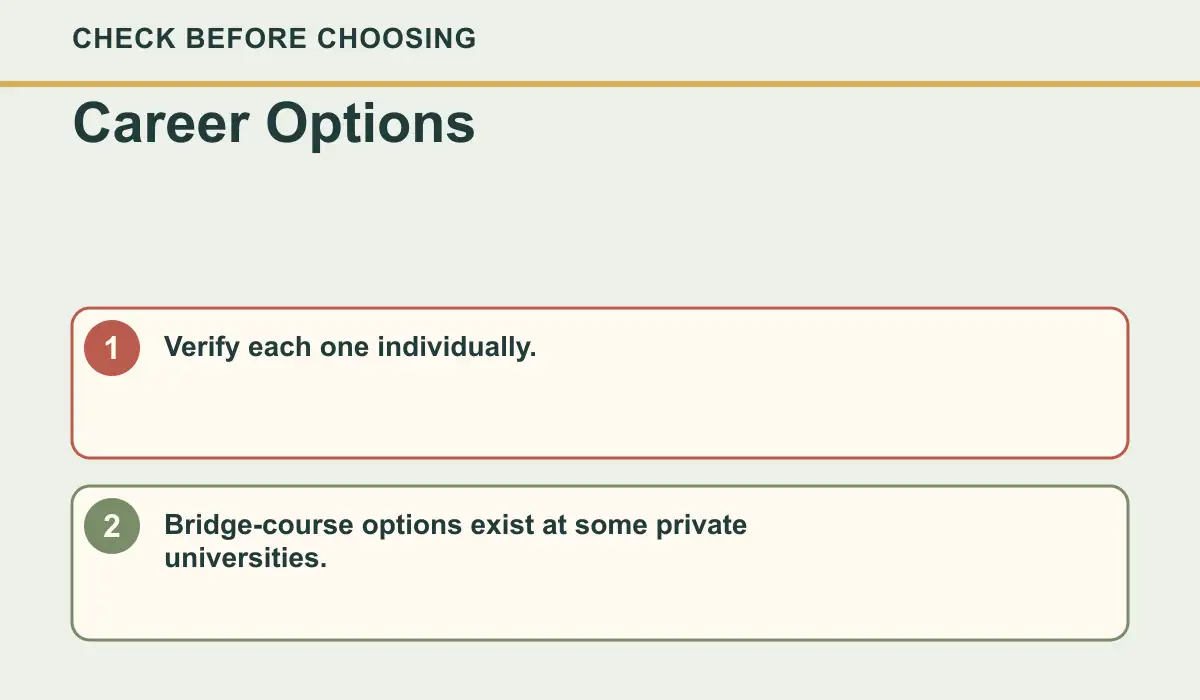 CHECK BEFORE CHOOSING
Career Options
1
Verify each one individually.
2
Bridge-course options exist at some private
universities.